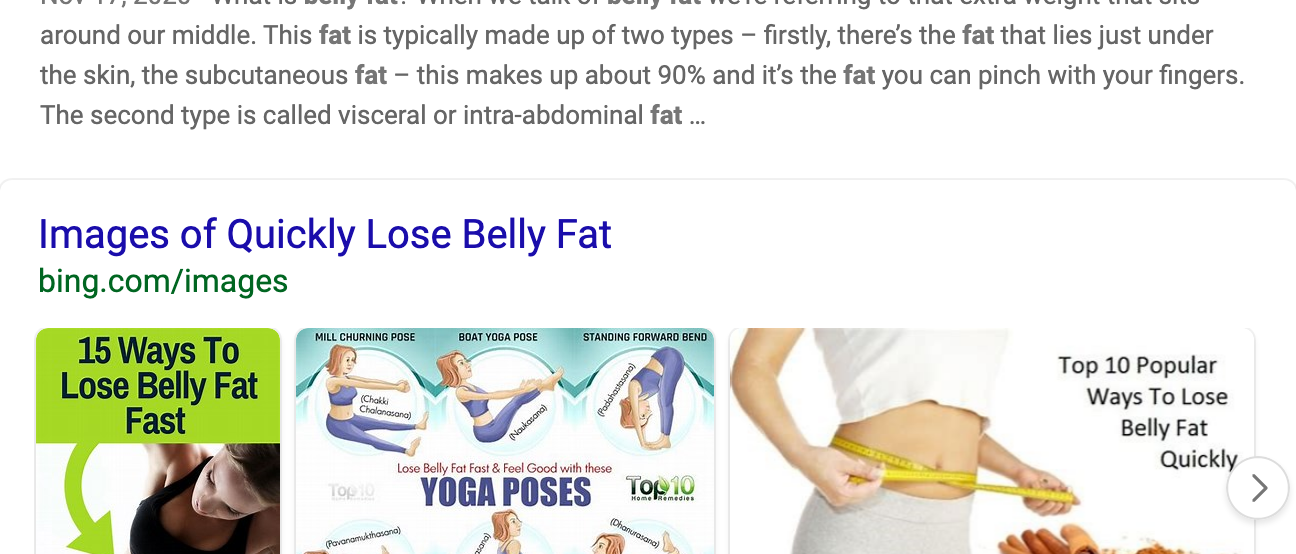 Nov 17, 2020 · What is belly fat? When we talk of belly fat we're referring to that extra weight that sits
around our middle. This fat is typically made up of two types – firstly, there’s the fat that lies just under
the skin, the subcutaneous fat – this makes up about 90% and it’s the fat you can pinch with your fingers.
The second type is called visceral or intra-abdominal fat ...
Images of Quickly Lose Belly Fat
bing.com/images
15 Ways To
Lose Belly Fat
Fast
MILL CHURNING POSE
BOAT YOGA POSE
STANDING FORWARD BEND
(Chakki
Chalanasana)
(Naukasana)
(Padahastasana)
Lose Belly Fat Fast & Feel Good with these
YOGA POSES
Top10
Top10
Home Remedies
(Pavanamukthasana)
(Dhanurasana)
Top 10 Popular
Ways To Lose
Belly Fat
Quickly